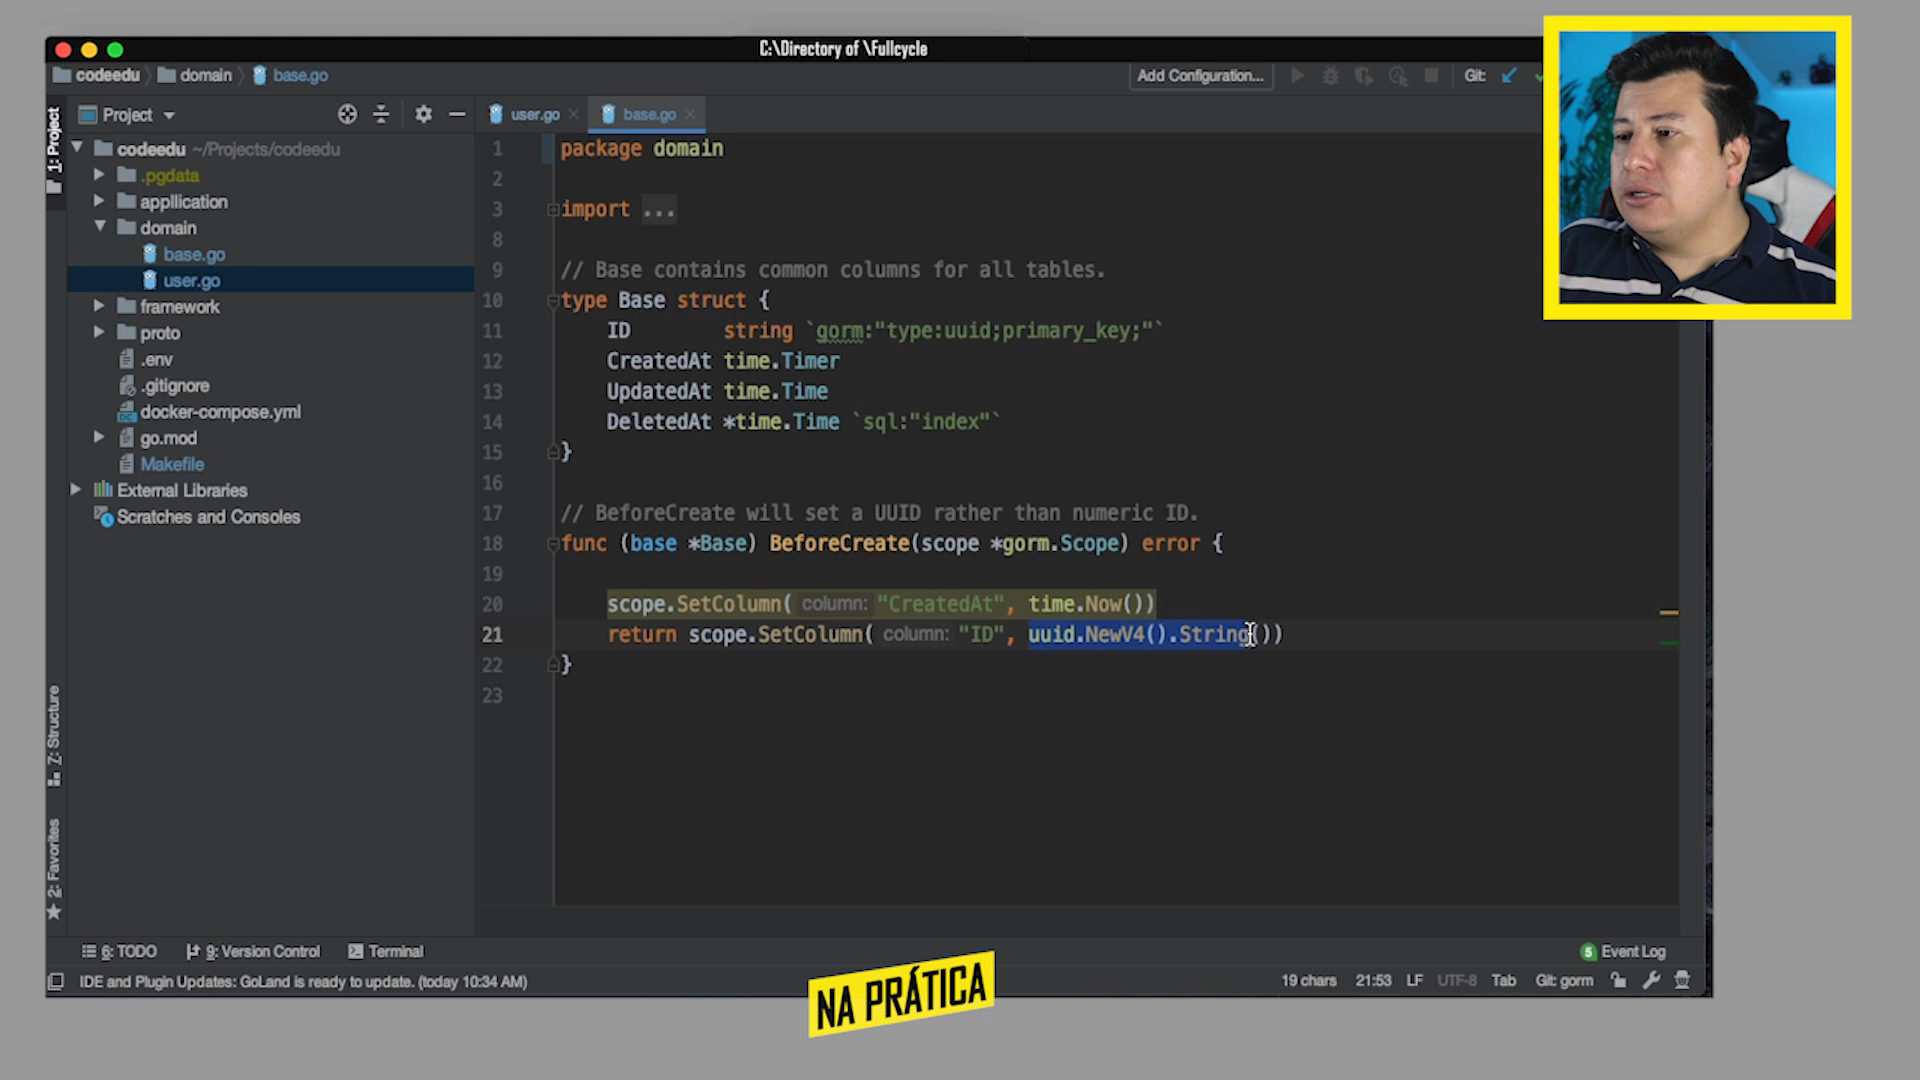 C:\Directory of \Fullcycle
codeedu domain base.go
Add Configuration...
Git:
1: Project
Project
user.go
base.go
codeedu ~/Projects/codeedu
.pgdata
appllication
domain
base.go
user.go
framework
proto
.env
.gitignore
docker-compose.yml
go.mod
Makefile
External Libraries
Scratches and Consoles
1 package domain
2
3 import ...
8
9 // Base contains common columns for all tables.
10 type Base struct {
11 ID string `gorm:"type:uuid;primary_key;"`
12 CreatedAt time.Timer
13 UpdatedAt time.Time
14 DeletedAt *time.Time `sql:"index"`
15 }
16
17 // BeforeCreate will set a UUID rather than numeric ID.
18 func (base *Base) BeforeCreate(scope *gorm.Scope) error {
19
20 scope.SetColumn( column: "CreatedAt", time.Now())
21 return scope.SetColumn( column: "ID", uuid.NewV4().String())
22 }
23
Z: Structure
2: Favorites
6: TODO
9: Version Control
Terminal
5 Event Log
IDE and Plugin Updates: GoLand is ready to update. (today 10:34 AM)
19 chars 21:53 LF UTF-8 Tab Git: gorm
NA PRÁTICA